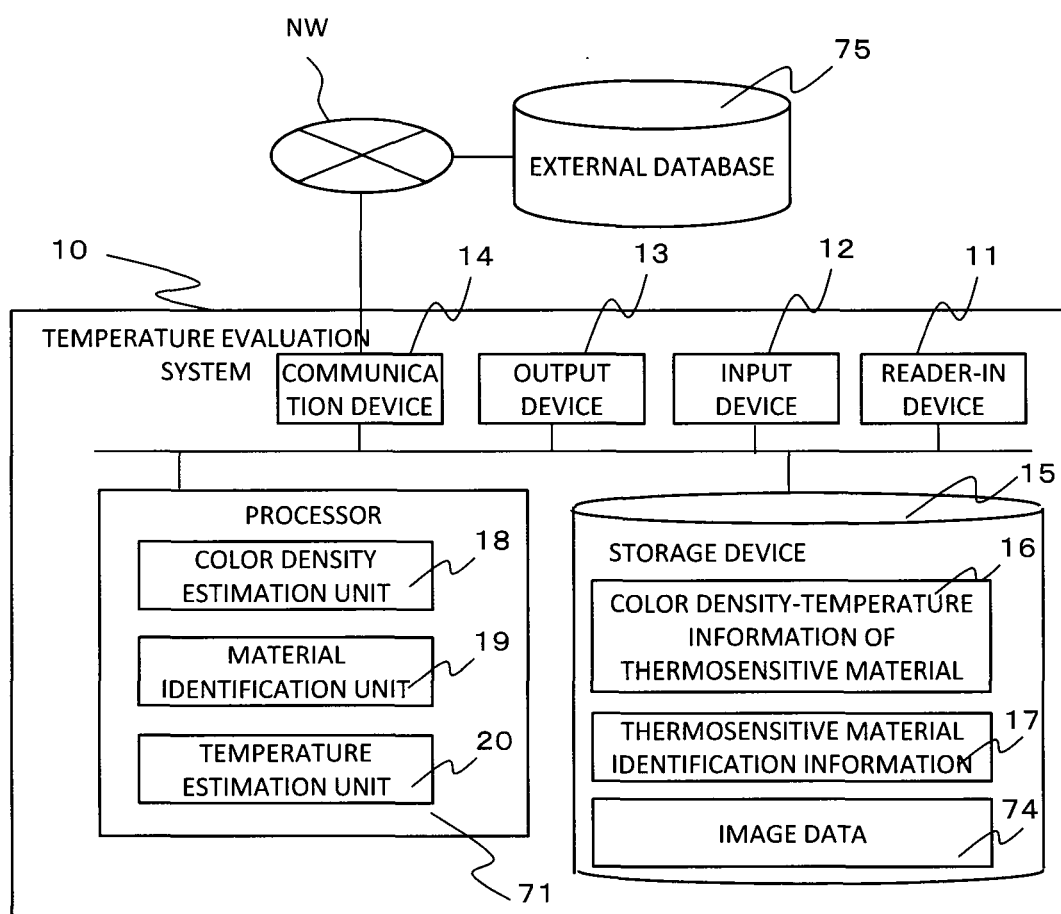 NW
75
EXTERNAL DATABASE
10
14
13
12
11
TEMPERATURE EVALUATION
SYSTEM
COMMUNICA
TION DEVICE
OUTPUT
DEVICE
INPUT
DEVICE
READER-IN
DEVICE
PROCESSOR
COLOR DENSITY
ESTIMATION UNIT
18
MATERIAL
IDENTIFICATION UNIT
19
TEMPERATURE
ESTIMATION UNIT
20
71
15
STORAGE DEVICE
16
COLOR DENSITY-TEMPERATURE
INFORMATION OF
THERMOSENSITIVE MATERIAL
THERMOSENSITIVE MATERIAL
IDENTIFICATION INFORMATION
17
IMAGE DATA
74